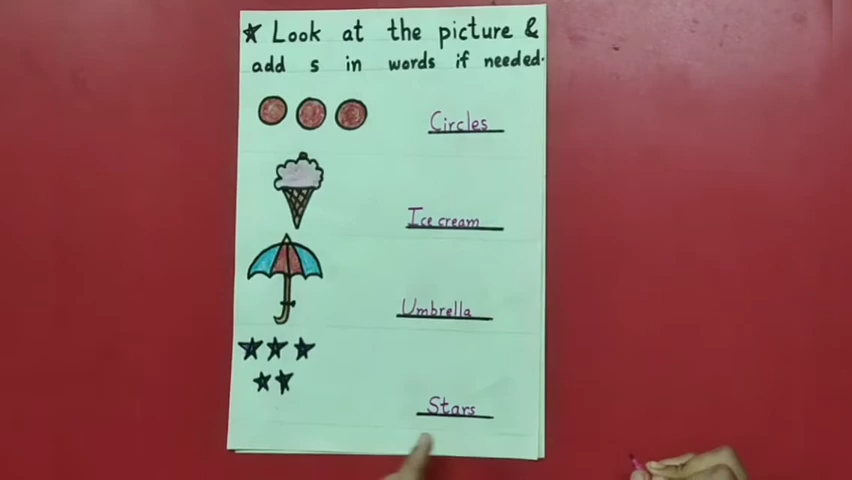 ★ Look at the picture &
add s in words if needed.
Circles
Ice cream
Umbrella
Stars